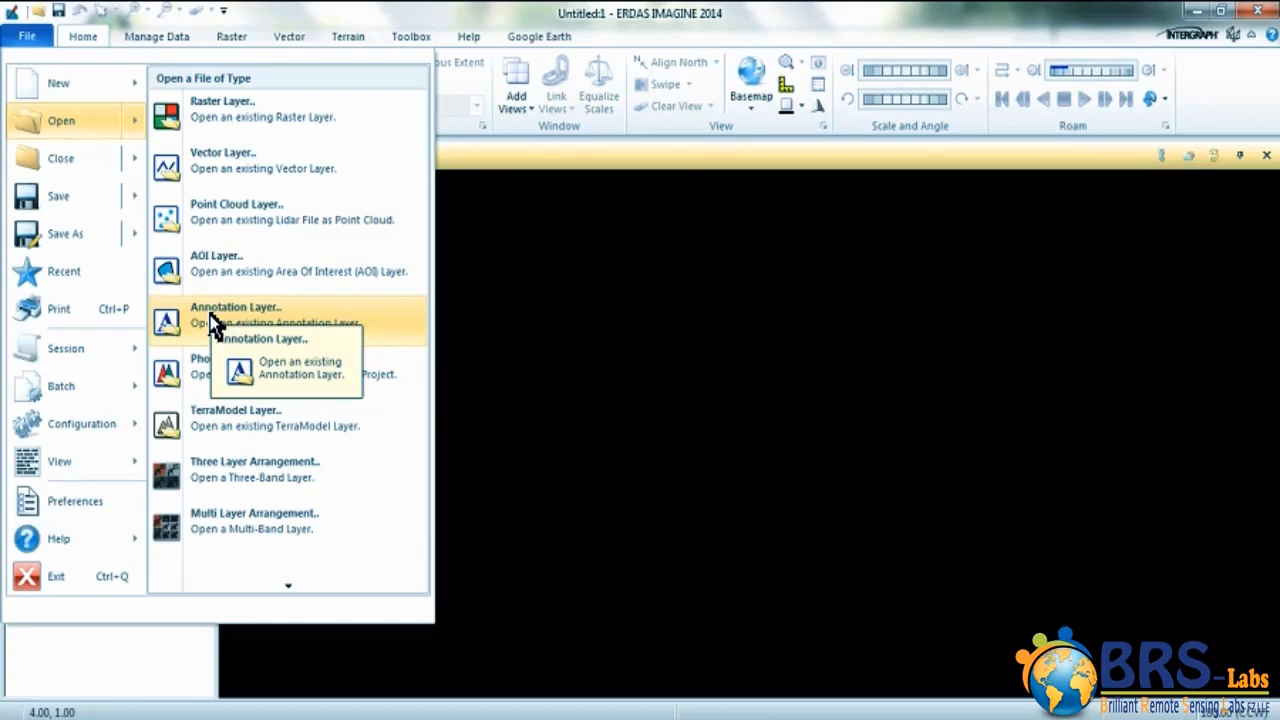 Untitled:1 - ERDAS IMAGINE 2014
File Home Manage Data Raster Vector Terrain Toolbox Help Google Earth
INTERGRAPH
New
Open
Close
Save
Save As
Recent
Print Ctrl+P
Session
Batch
Configuration
View
Preferences
Help
Exit Ctrl+Q
Open a File of Type
Raster Layer..
Open an existing Raster Layer.
Vector Layer..
Open an existing Vector Layer.
Point Cloud Layer..
Open an existing Lidar File as Point Cloud.
AOI Layer..
Open an existing Area Of Interest (AOI) Layer.
Annotation Layer..
existing Annotation Layer.
Annotation Layer..
Open an existing
Annotation Layer.
Project.
TerraModel Layer..
Open an existing TerraModel Layer.
Three Layer Arrangement..
Open a Three-Band Layer.
Multi Layer Arrangement..
Open a Multi-Band Layer.
Extent
Add
Views
Link
Views
Equalize
Scales
Window
Align North
Swipe
Clear View
Basemap
View
Scale and Angle
Roam
4.00, 1.00
BRS-Labs
Brilliant Remote Sensing Labs FZ LLE